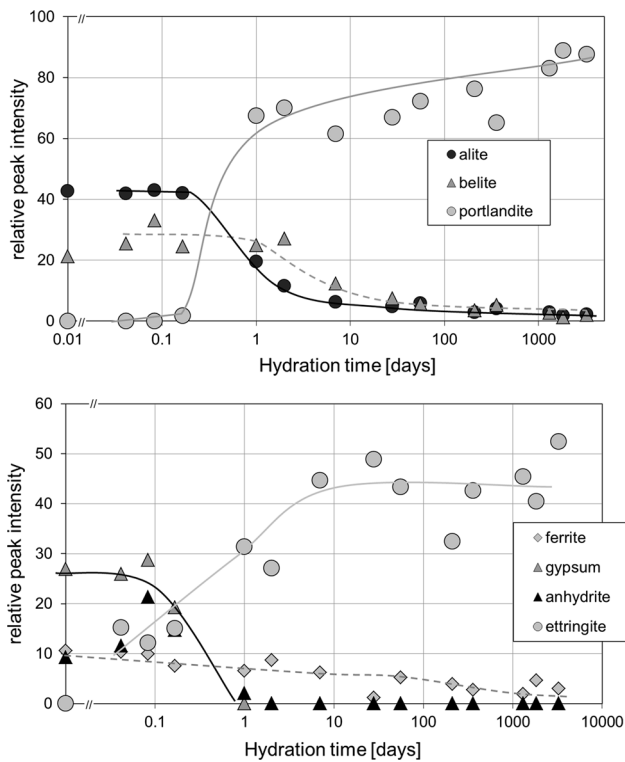 100
80
60
40
20
0
relative peak intensity
alite
belite
portlandite
0.01 0.1 1 10 100 1000
Hydration time [days]
60
50
40
30
20
10
0
relative peak intensity
ferrite
gypsum
anhydrite
ettringite
0.1 1 10 100 1000 10000
Hydration time [days]